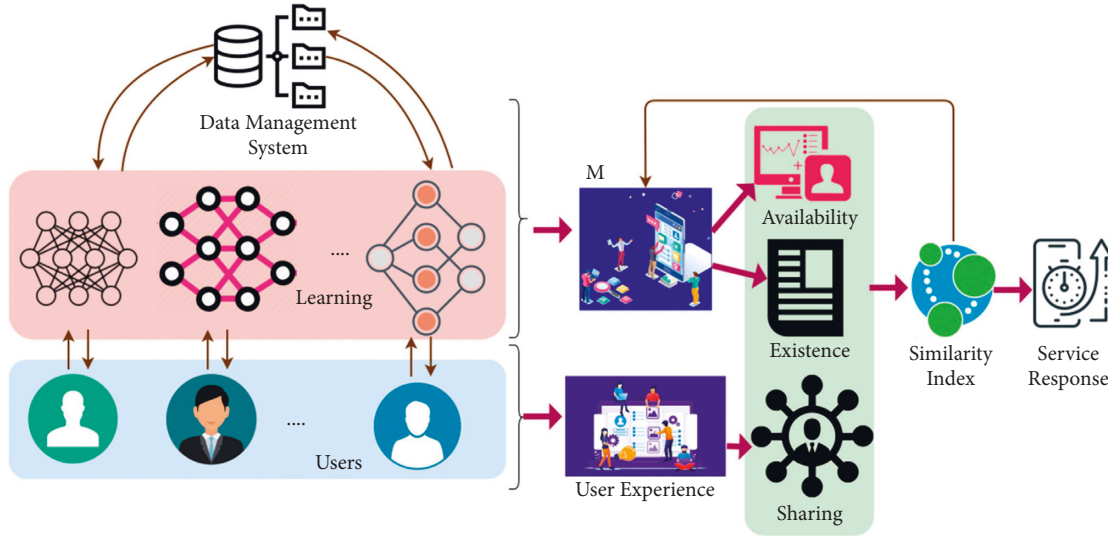 Data Management
System
M
Availability
....
Learning
Existence
Similarity
Index
Service
Response
....
Users
User Experience
Sharing